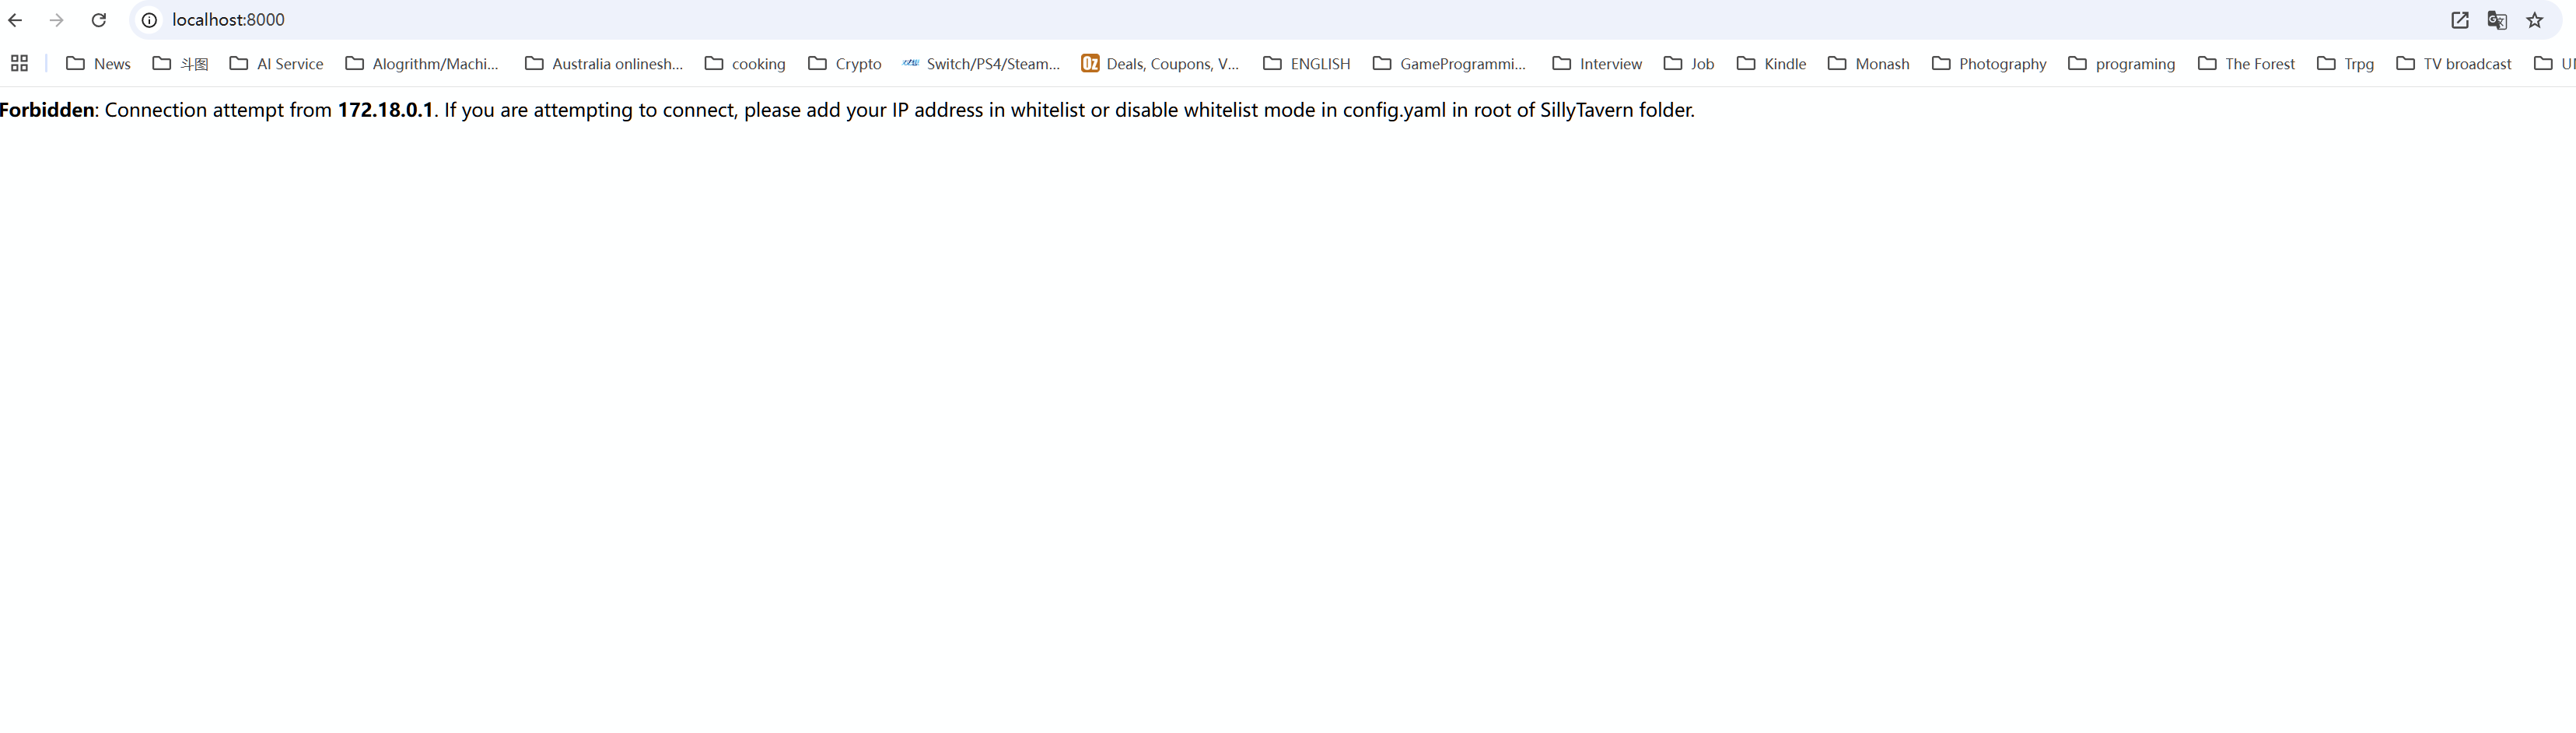 localhost:8000
News 斗图 AI Service Alogrithm/Machi... Australia onlinesh... cooking Crypto Switch/PS4/Steam... Deals, Coupons, V... ENGLISH GameProgrammi... Interview Job Kindle Monash Photography programing The Forest Trpg TV broadcast
Forbidden: Connection attempt from 172.18.0.1. If you are attempting to connect, please add your IP address in whitelist or disable whitelist mode in config.yaml in root of SillyTavern folder.